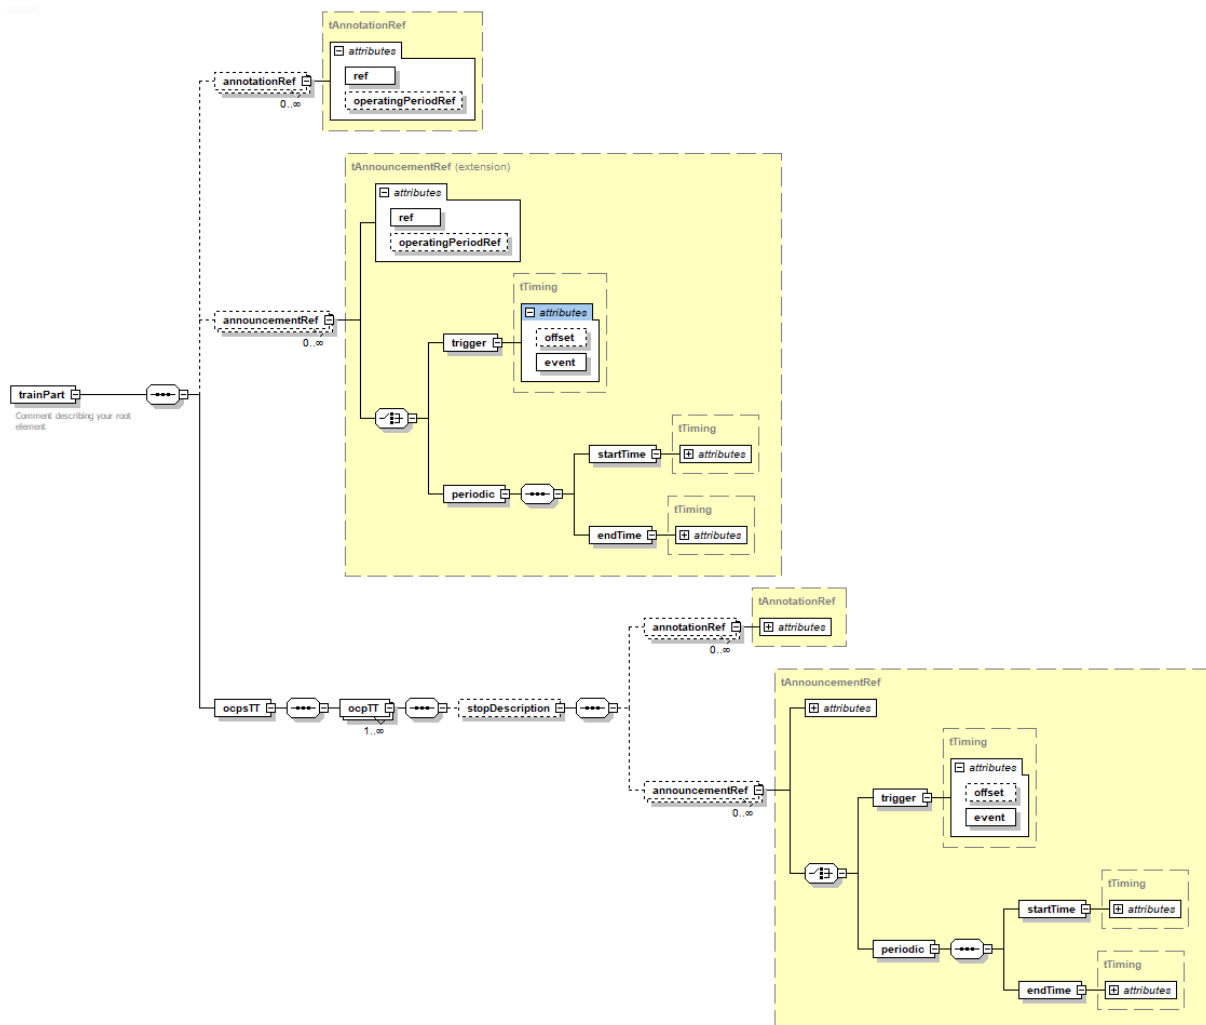 tAnnotationRef
attributes
ref
operatingPeriodRef
annotationRef
0..∞
tAnnouncementRef (extension)
attributes
ref
operatingPeriodRef
tTiming
attributes
offset
event
announcementRef
0..∞
trigger
trainPart
Comment describing your root
element
tTiming
startTime
attributes
periodic
tTiming
endTime
attributes
tAnnotationRef
annotationRef
attributes
0..∞
tAnnouncementRef
ocpsTT
ocpTT
stopDescription
attributes
1..∞
tTiming
attributes
offset
event
announcementRef
0..∞
trigger
tTiming
startTime
attributes
periodic
tTiming
endTime
attributes